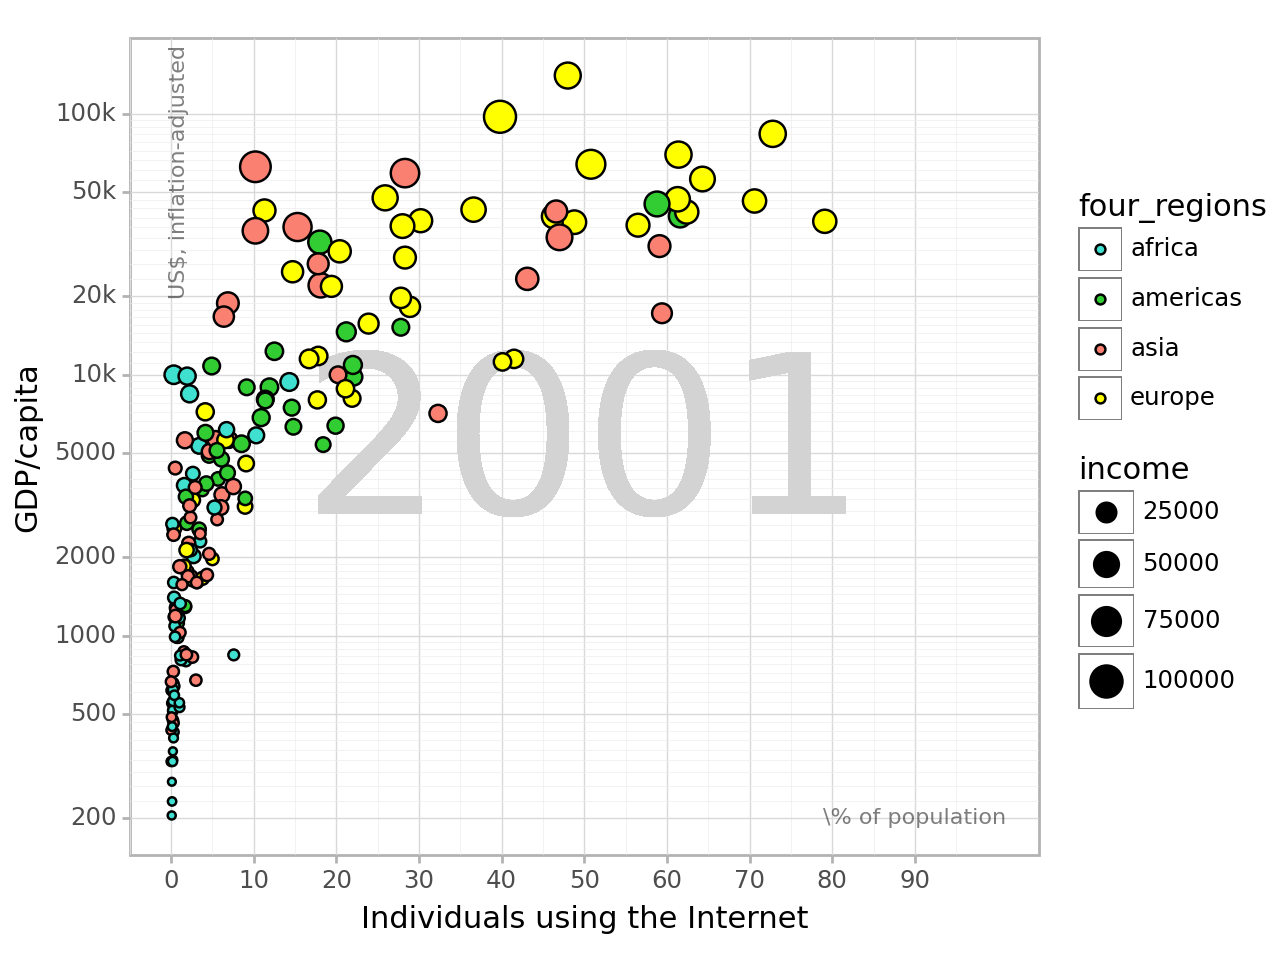 US$, inflation-adjusted
100k
50k
20k
10k
5000
2000
1000
500
200
GDP/capita
2001
\% of population
0 10 20 30 40 50 60 70 80 90
Individuals using the Internet
four_regions
africa
americas
asia
europe
income
25000
50000
75000
100000